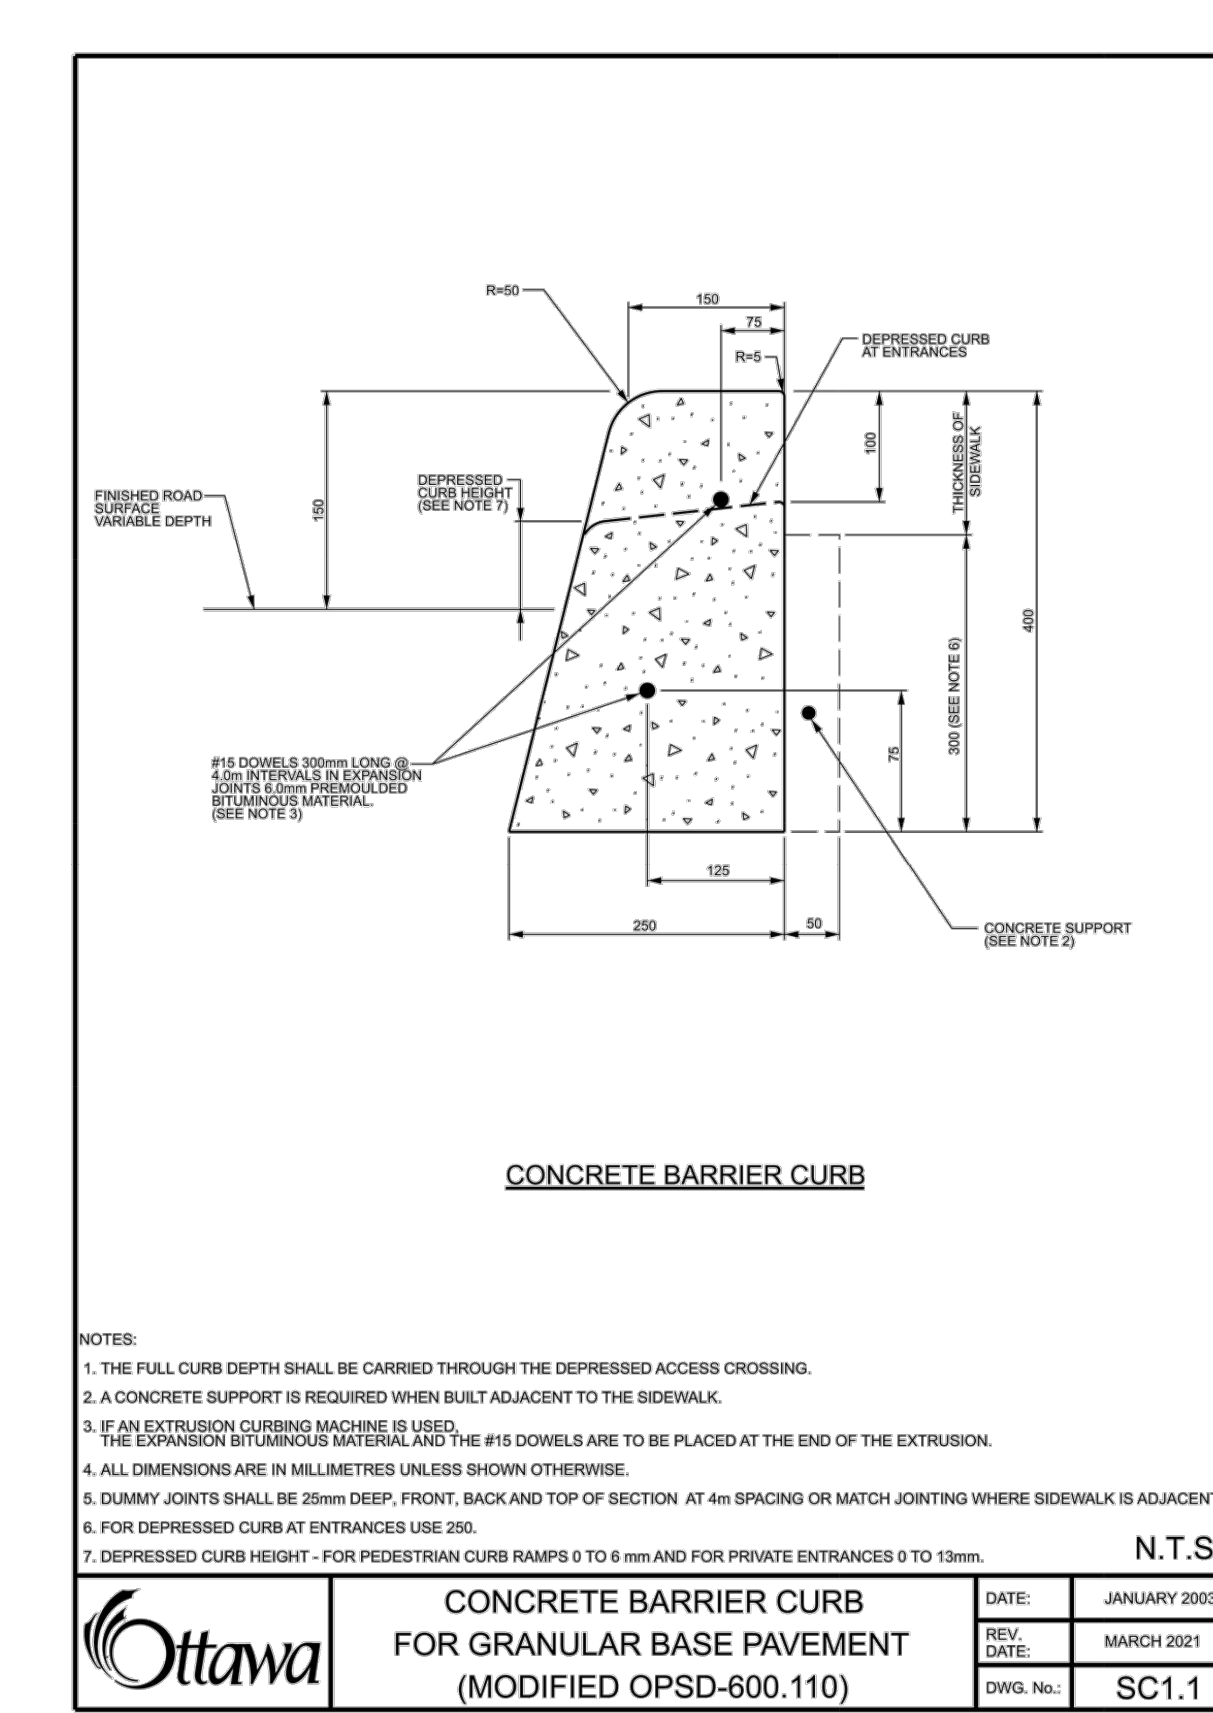 R=50
150
75
R=5
DEPRESSED CURB
AT ENTRANCES
100
THICKNESS OF
SIDEWALK
DEPRESSED
CURB HEIGHT
(SEE NOTE 7)
FINISHED ROAD
SURFACE
VARIABLE DEPTH
150
400
300 (SEE NOTE 6)
75
#15 DOWELS 300mm LONG @
4.0m INTERVALS IN EXPANSION
JOINTS 6.0mm PREMOULDED
BITUMINOUS MATERIAL.
(SEE NOTE 3)
125
250
50
CONCRETE SUPPORT
(SEE NOTE 2)
CONCRETE BARRIER CURB
NOTES:
1. THE FULL CURB DEPTH SHALL BE CARRIED THROUGH THE DEPRESSED ACCESS CROSSING.
2. A CONCRETE SUPPORT IS REQUIRED WHEN BUILT ADJACENT TO THE SIDEWALK.
3. IF AN EXTRUSION CURBING MACHINE IS USED,
THE EXPANSION BITUMINOUS MATERIAL AND THE #15 DOWELS ARE TO BE PLACED AT THE END OF THE EXTRUSION.
4. ALL DIMENSIONS ARE IN MILLIMETRES UNLESS SHOWN OTHERWISE.
5. DUMMY JOINTS SHALL BE 25mm DEEP, FRONT, BACK AND TOP OF SECTION AT 4m SPACING OR MATCH JOINTING WHERE SIDEWALK IS ADJACENT
6. FOR DEPRESSED CURB AT ENTRANCES USE 250.
7. DEPRESSED CURB HEIGHT - FOR PEDESTRIAN CURB RAMPS 0 TO 6 mm AND FOR PRIVATE ENTRANCES 0 TO 13mm.
N.T.S
Ottawa
CONCRETE BARRIER CURB
FOR GRANULAR BASE PAVEMENT
(MODIFIED OPSD-600.110)
DATE:
JANUARY 2003
REV.
DATE:
MARCH 2021
DWG. No.:
SC1.1